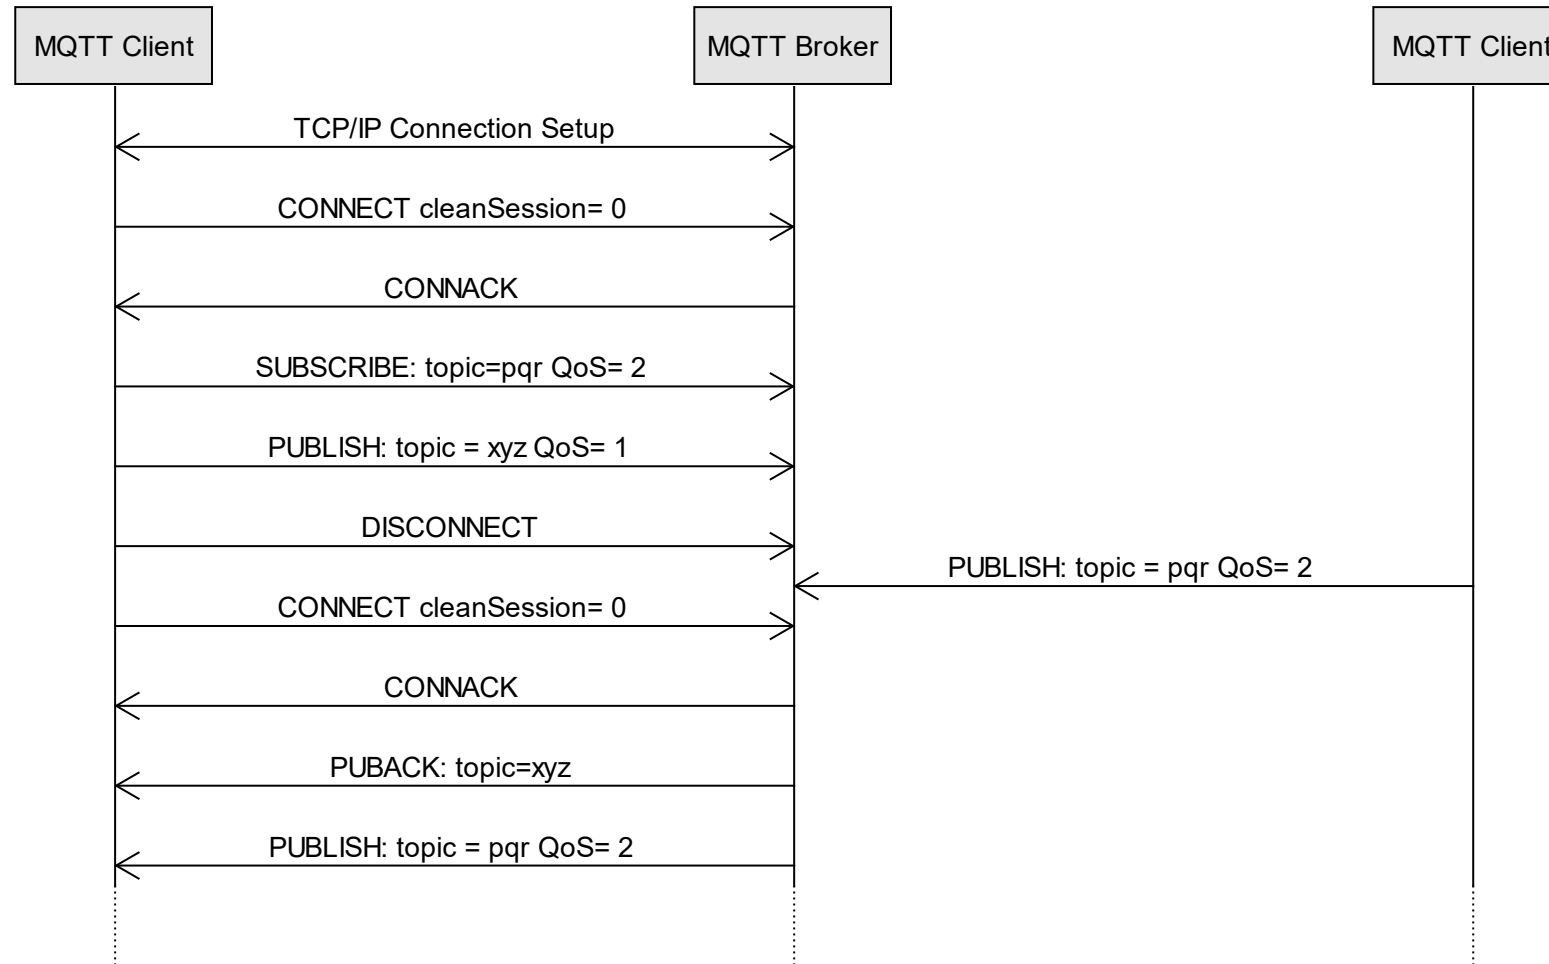 MQTT Client
MQTT Broker
MQTT Client
TCP/IP Connection Setup
CONNECT cleanSession= 0
CONNACK
SUBSCRIBE: topic=pqr QoS= 2
PUBLISH: topic = xyz QoS= 1
DISCONNECT
PUBLISH: topic = pqr QoS= 2
CONNECT cleanSession= 0
CONNACK
PUBACK: topic=xyz
PUBLISH: topic = pqr QoS= 2